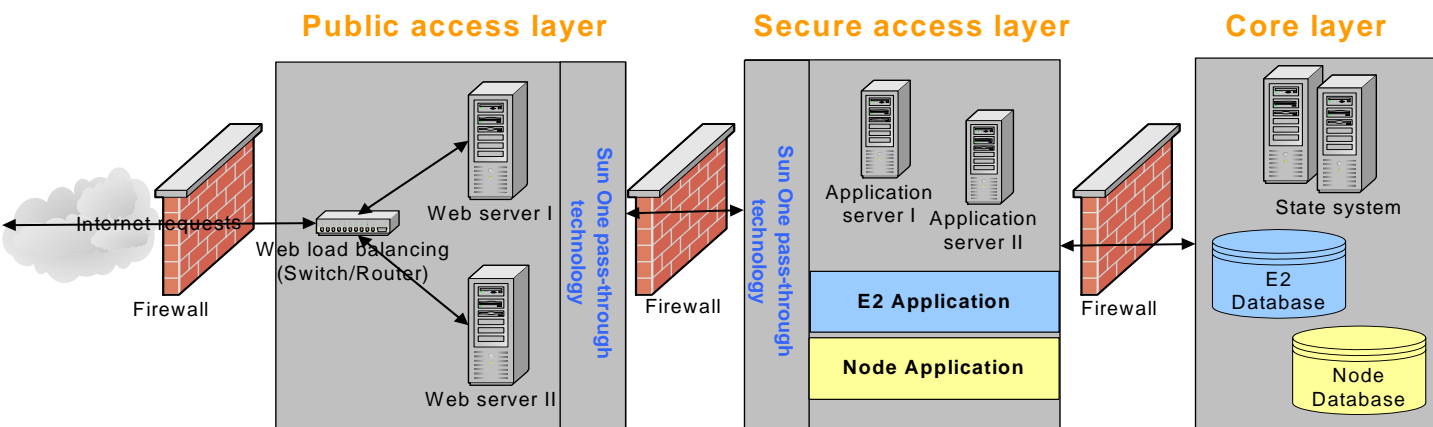 Public access layer
Secure access layer
Core layer
Internet requests
Firewall
Web load balancing
(Switch/Router)
Web server I
Web server II
Sun One pass-through
technology
Firewall
Sun One pass-through
technology
Application
server I
Application
server II
E2 Application
Node Application
Firewall
State system
E2
Database
Node
Database